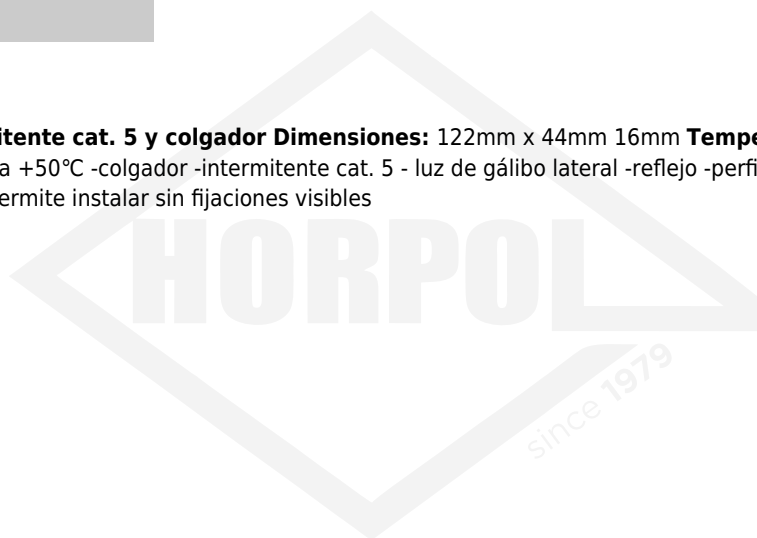 itente cat. 5 y colgador Dimensiones: 122mm x 44mm 16mm Tempe
a +50°C -colgador -intermitente cat. 5 - luz de gálibo lateral -reflejo -perfi
ermite instalar sin fijaciones visibles
HORPOL
since 1979